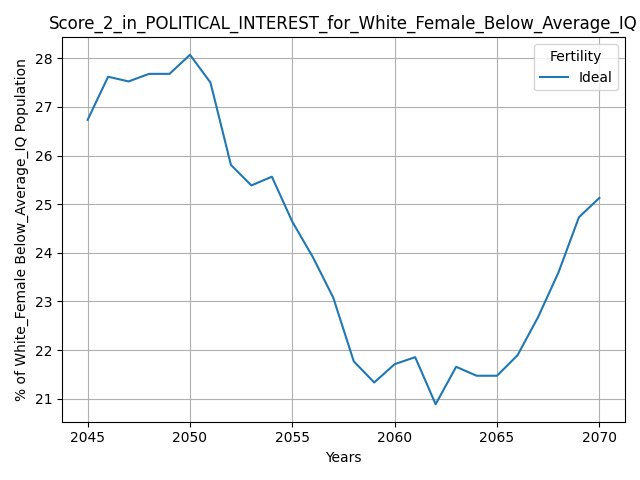 Score_2_in_POLITICAL_INTEREST_for_White_Female_Below_Average_IQ
% of White_Female Below_Average_IQ Population
28
27
26
25
24
23
22
21
Fertility
Ideal
2045 2050 2055 2060 2065 2070
Years